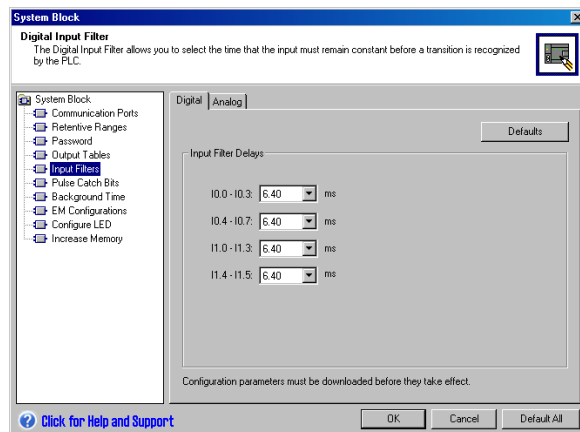 System Block
Digital Input Filter
The Digital Input Filter allows you to select the time that the input must remain constant before a transition is recognized
by the PLC.
System Block
Communication Ports
Retentive Ranges
Password
Output Tables
Input Filters
Pulse Catch Bits
Background Time
EM Configurations
Configure LED
Increase Memory
Digital
Analog
Defaults
Input Filter Delays
I0.0 - I0.3: 6.40 ms
I0.4 - I0.7: 6.40 ms
I1.0 - I1.3: 6.40 ms
I1.4 - I1.5: 6.40 ms
Configuration parameters must be downloaded before they take effect.
Click for Help and Support
OK
Cancel
Default All